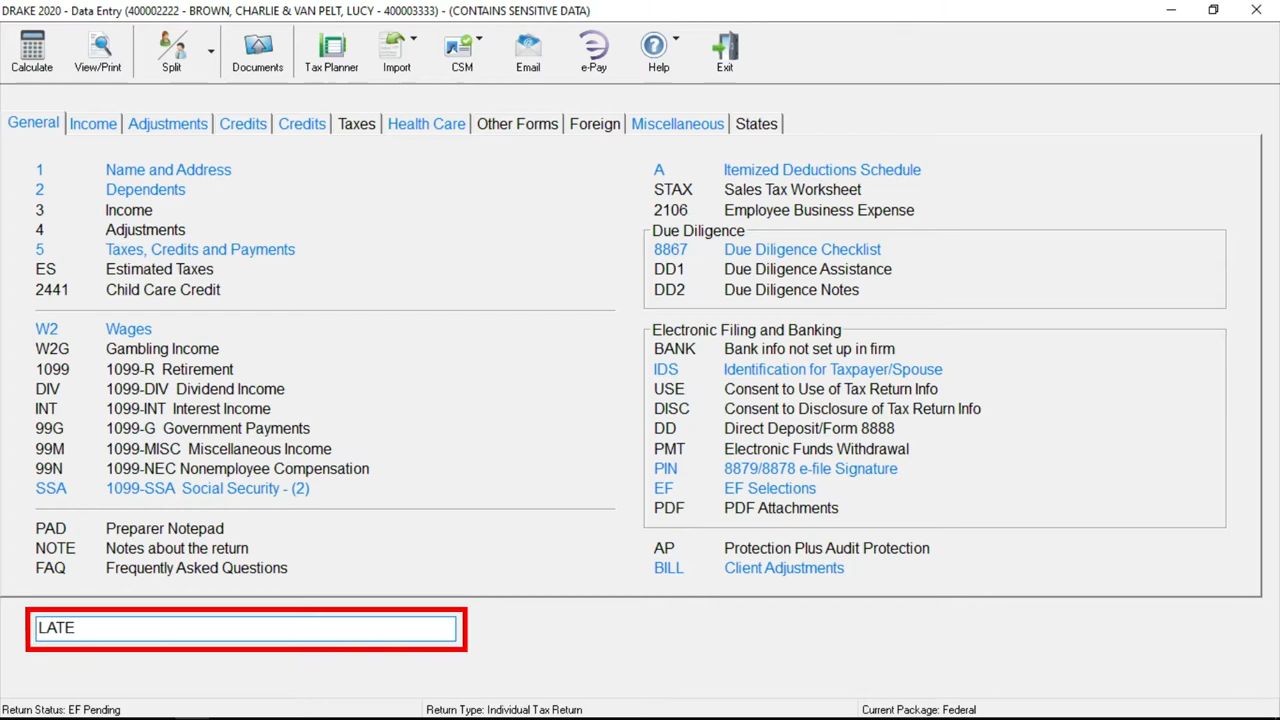 DRAKE 2020 - Data Entry (400002222 - BROWN, CHARLIE & VAN PELT, LUCY - 400003333) - (CONTAINS SENSITIVE DATA)
Calculate View/Print Split Documents Tax Planner Import CSM Email e-Pay Help Exit
General Income Adjustments Credits Credits Taxes Health Care Other Forms Foreign Miscellaneous States
1 Name and Address
2 Dependents
3 Income
4 Adjustments
5 Taxes, Credits and Payments
ES Estimated Taxes
2441 Child Care Credit
W2 Wages
W2G Gambling Income
1099 1099-R Retirement
DIV 1099-DIV Dividend Income
INT 1099-INT Interest Income
99G 1099-G Government Payments
99M 1099-MISC Miscellaneous Income
99N 1099-NEC Nonemployee Compensation
SSA 1099-SSA Social Security - (2)
PAD Preparer Notepad
NOTE Notes about the return
FAQ Frequently Asked Questions
A Itemized Deductions Schedule
STAX Sales Tax Worksheet
2106 Employee Business Expense
Due Diligence
8867 Due Diligence Checklist
DD1 Due Diligence Assistance
DD2 Due Diligence Notes
Electronic Filing and Banking
BANK Bank info not set up in firm
IDS Identification for Taxpayer/Spouse
USE Consent to Use of Tax Return Info
DISC Consent to Disclosure of Tax Return Info
DD Direct Deposit/Form 8888
PMT Electronic Funds Withdrawal
PIN 8879/8878 e-file Signature
EF EF Selections
PDF PDF Attachments
AP Protection Plus Audit Protection
BILL Client Adjustments
LATE
Return Status: EF Pending Return Type: Individual Tax Return Current Package: Federal